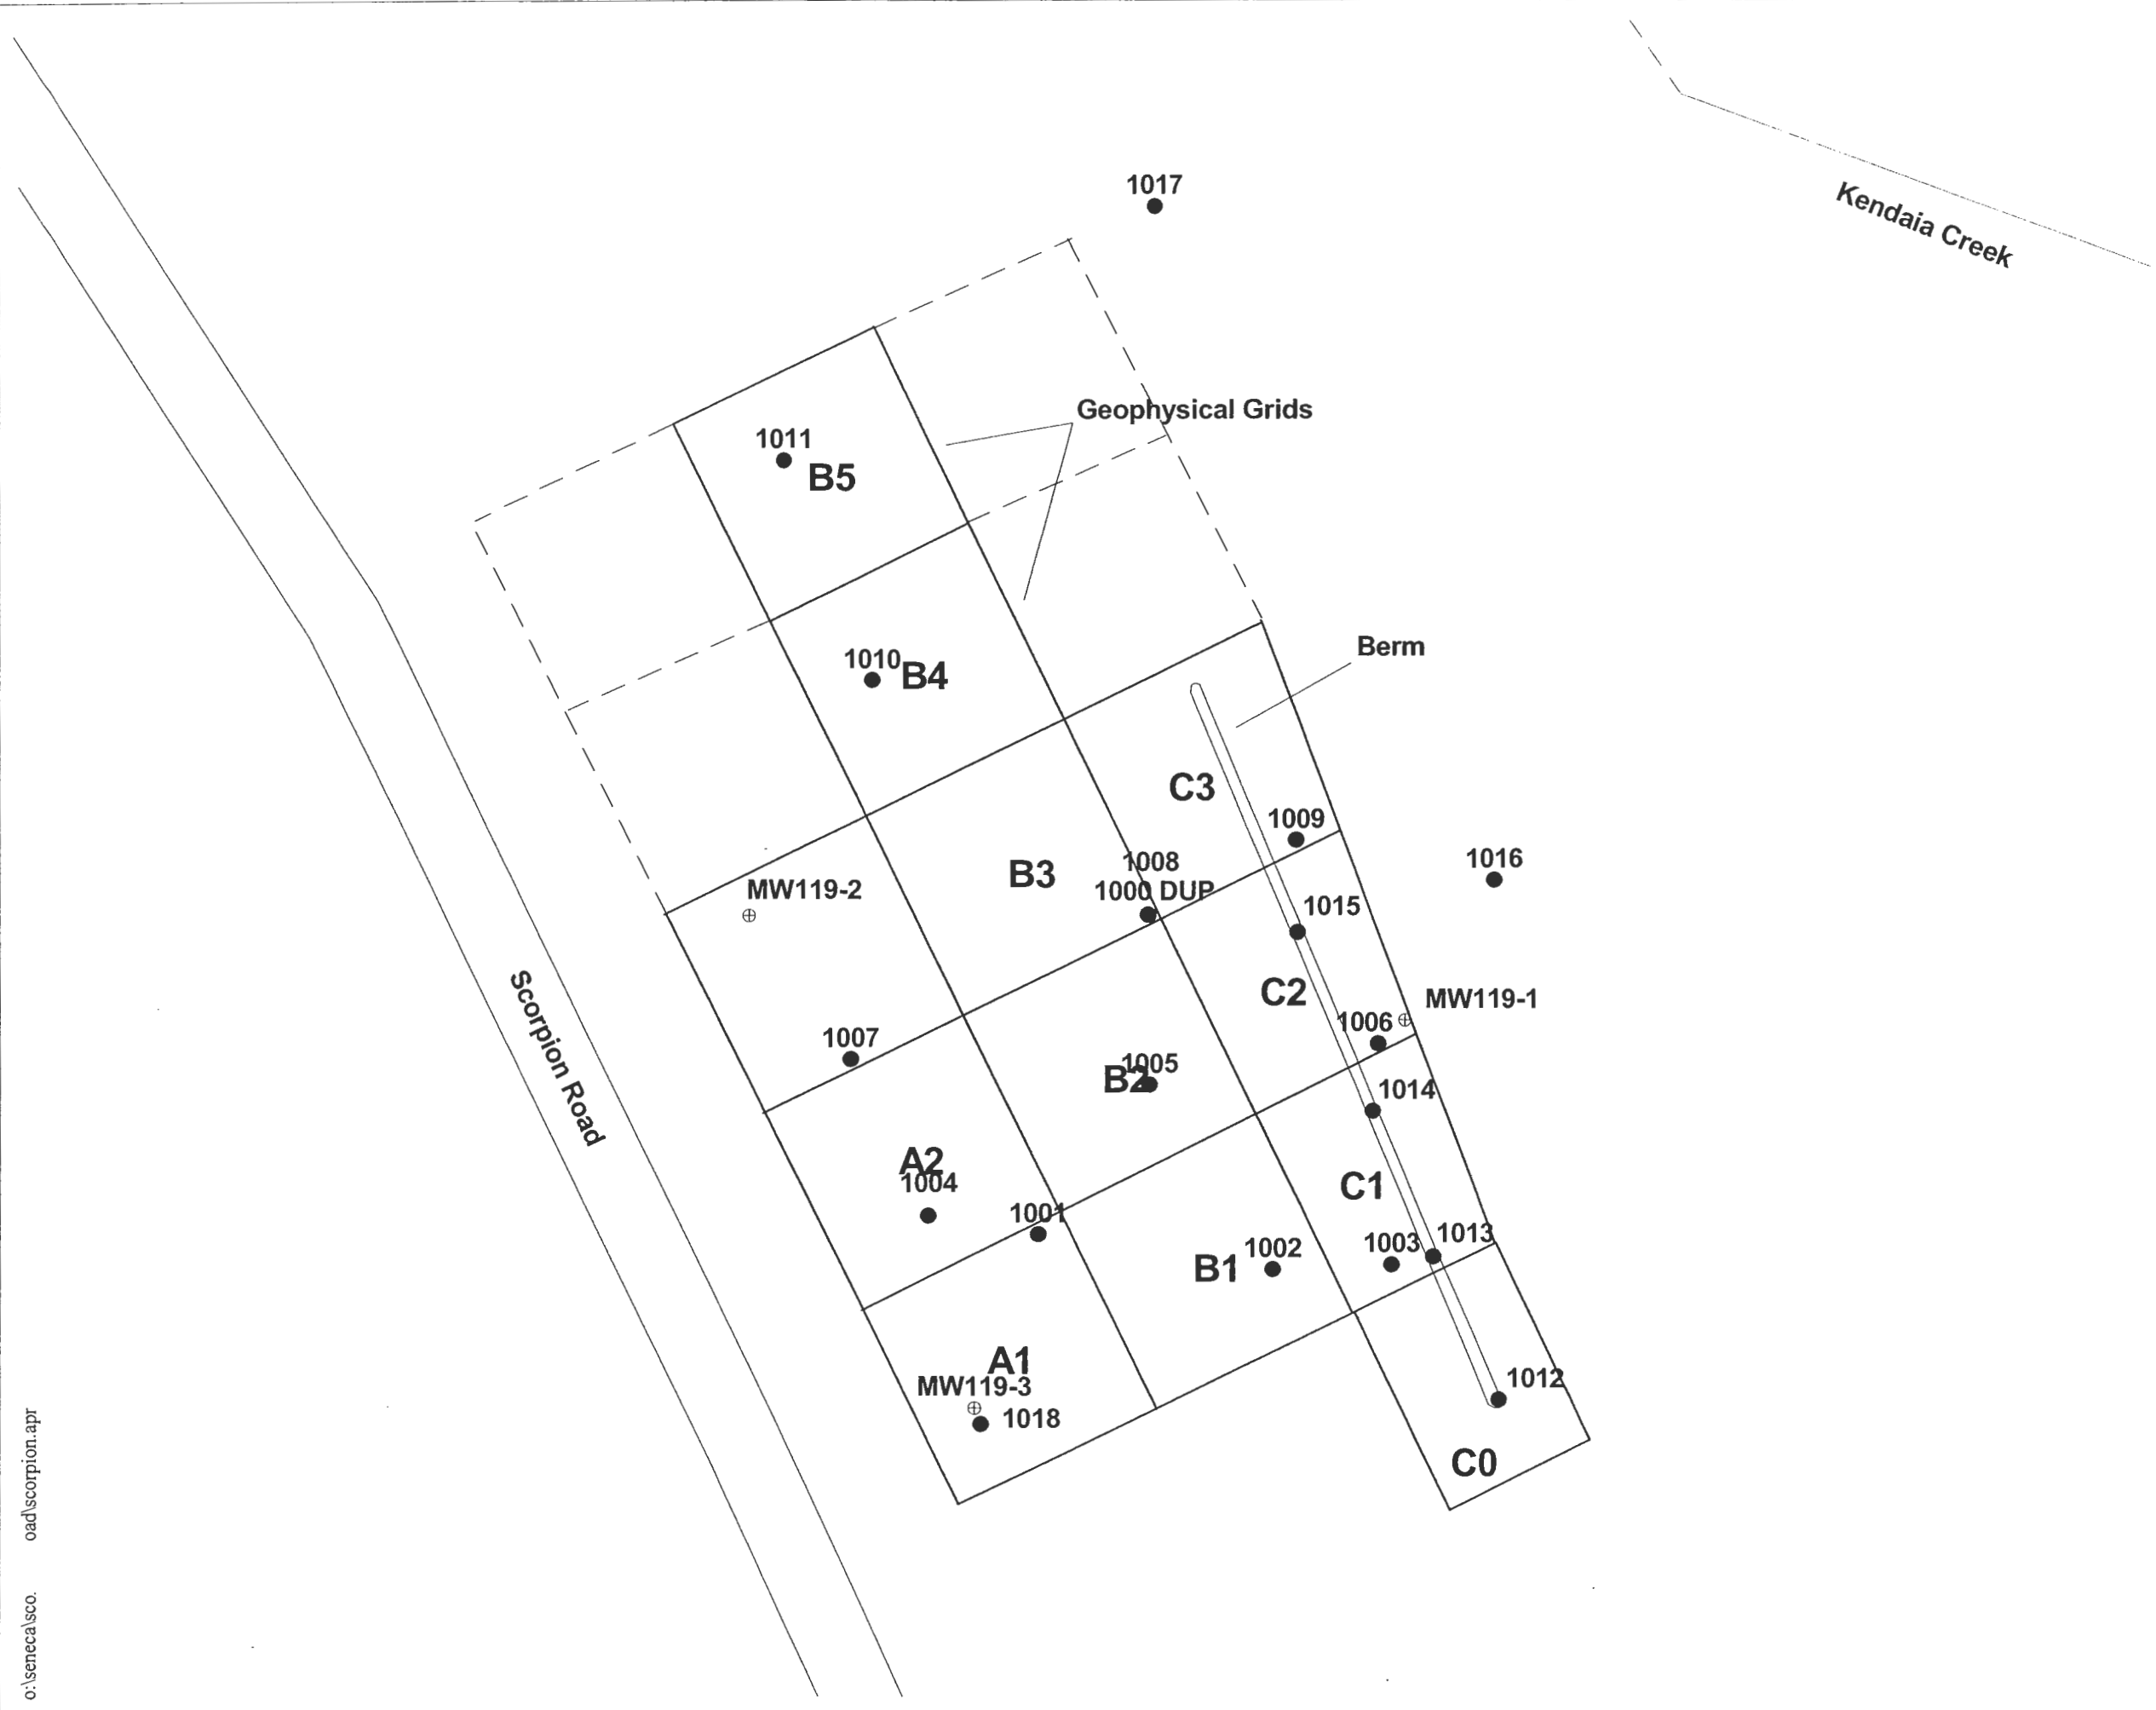 1017
Kendaia Creek
Geophysical Grids
1011
B5
Berm
1010
B4
C3
1009
1008
1000 DUP
B3
1016
MW119-2
1015
C2
MW119-1
1006
1007
Scorpion Road
1005
B2
1014
A2
1004
C1
1001
1013
1003
1002
B1
A1
MW119-3
1018
1012
C0
o:\seneca\sco. oad\scorpion.apr